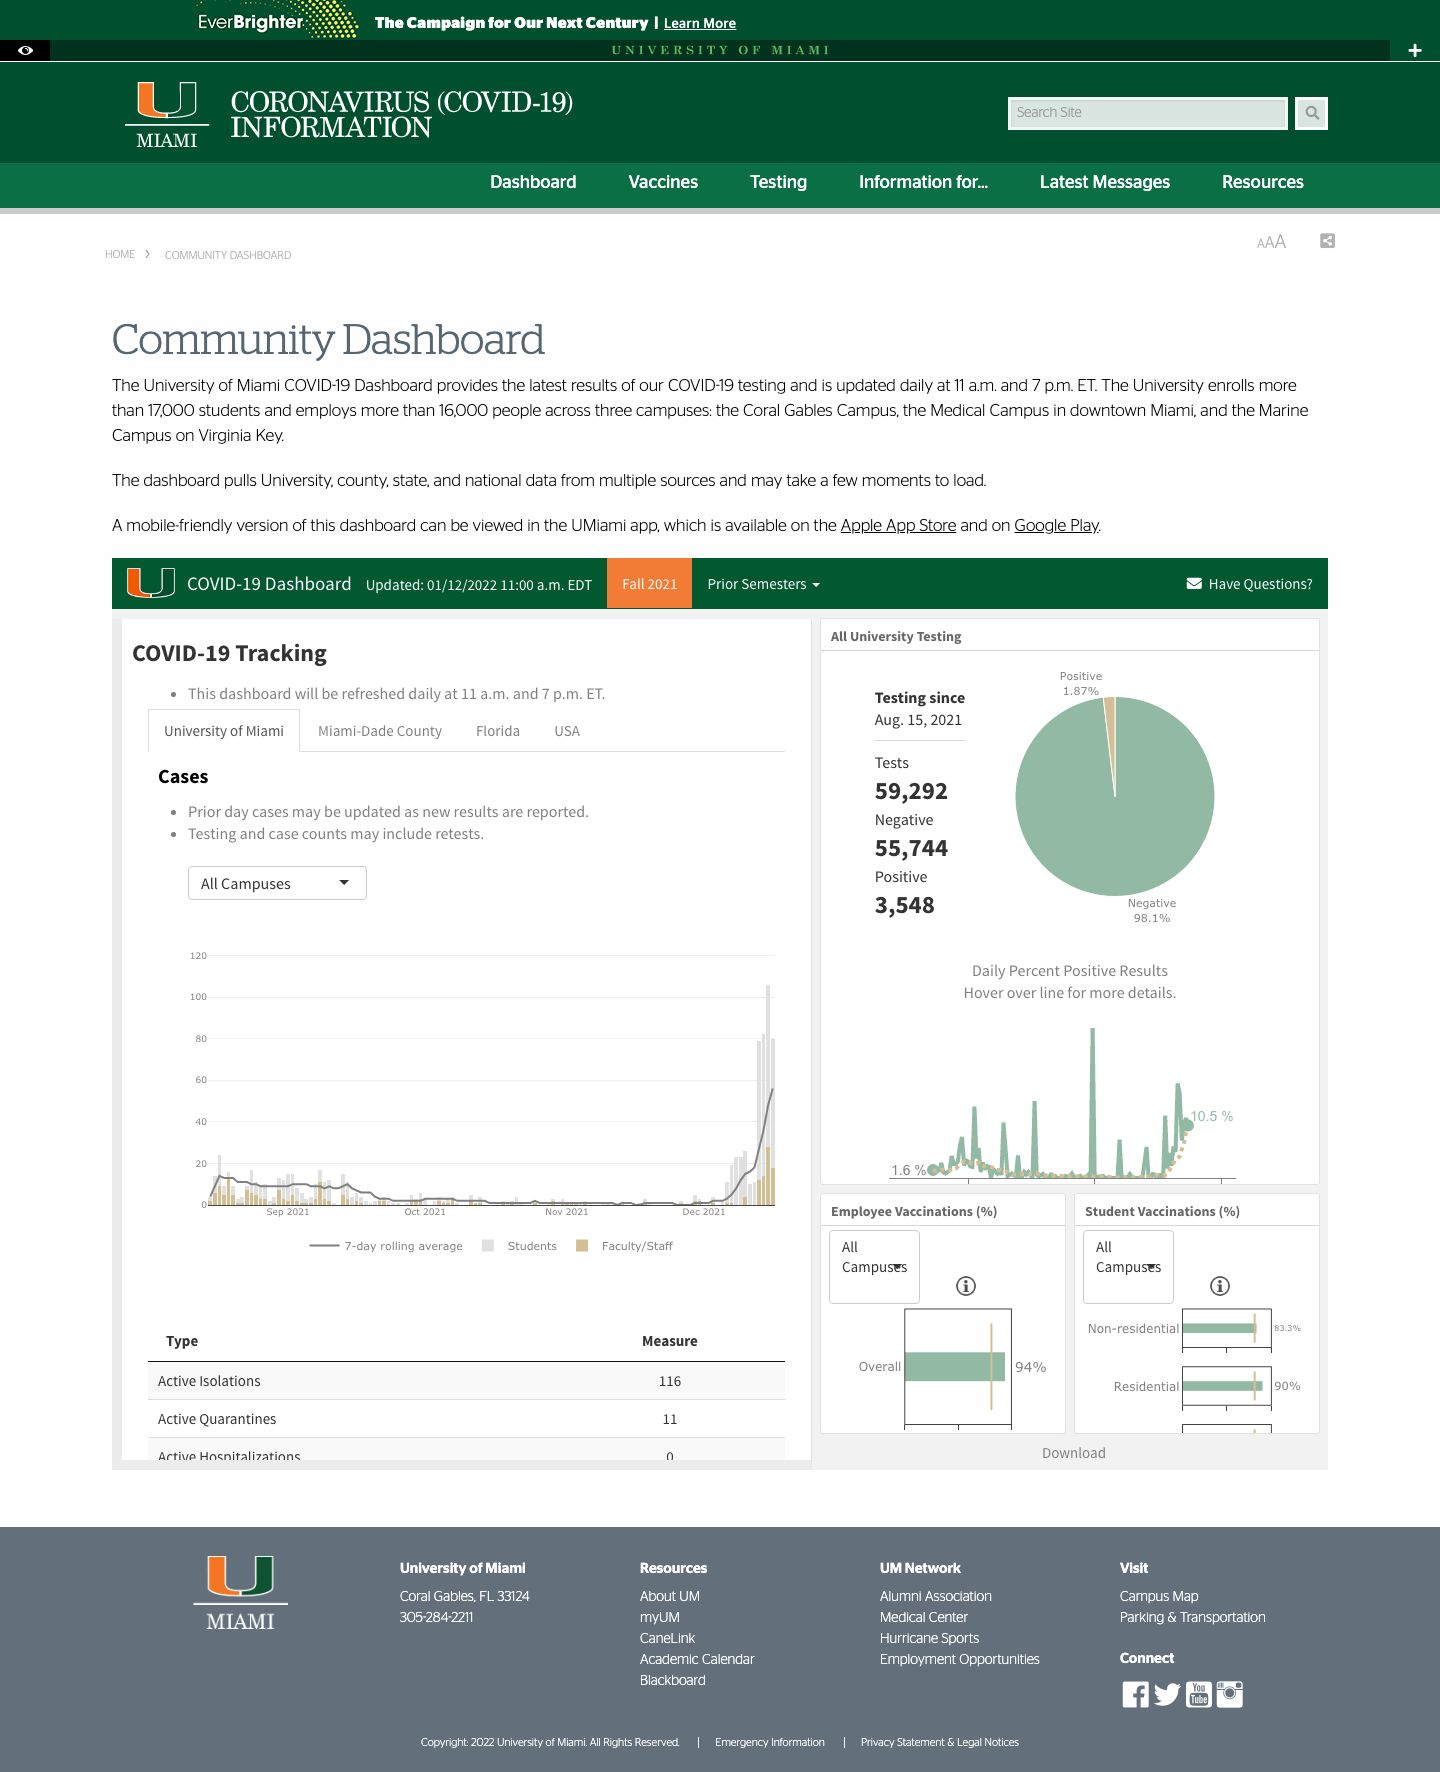 EverBrighter
The Campaign for Our Next Century | Learn More
UNIVERSITY OF MIAMI
MIAMI
CORONAVIRUS (COVID-19)
INFORMATION
Search Site
Dashboard Vaccines Testing Information for... Latest Messages Resources
HOME COMMUNITY DASHBOARD
AAA
Community Dashboard
The University of Miami COVID-19 Dashboard provides the latest results of our COVID-19 testing and is updated daily at 11 a.m. and 7 p.m. ET. The University enrolls more
than 17,000 students and employs more than 16,000 people across three campuses: the Coral Gables Campus, the Medical Campus in downtown Miami, and the Marine
Campus on Virginia Key.
The dashboard pulls University, county, state, and national data from multiple sources and may take a few moments to load.
A mobile-friendly version of this dashboard can be viewed in the UMiami app, which is available on the Apple App Store and on Google Play.
COVID-19 Dashboard Updated: 01/12/2022 11:00 a.m. EDT Fall 2021 Prior Semesters Have Questions?
COVID-19 Tracking
• This dashboard will be refreshed daily at 11 a.m. and 7 p.m. ET.
University of Miami Miami-Dade County Florida USA
Cases
• Prior day cases may be updated as new results are reported.
• Testing and case counts may include retests.
All Campuses
120
100
80
60
40
20
0
Sep 2021 Oct 2021 Nov 2021 Dec 2021
7-day rolling average Students Faculty/Staff
Type Measure
Active Isolations 116
Active Quarantines 11
Active Hospitalizations 0
All University Testing
Testing since
Aug. 15, 2021
Tests
59,292
Negative
55,744
Positive
3,548
Positive
1.87%
Negative
98.1%
Daily Percent Positive Results
Hover over line for more details.
10.5 %
1.6 %
Employee Vaccinations (%)
All
Campuses
Overall 94%
Student Vaccinations (%)
All
Campuses
Non-residential 83.3%
Residential 90%
Download
MIAMI
University of Miami
Coral Gables, FL 33124
305-284-2211
Resources
About UM
myUM
CaneLink
Academic Calendar
Blackboard
UM Network
Alumni Association
Medical Center
Hurricane Sports
Employment Opportunities
Visit
Campus Map
Parking & Transportation
Connect
You
Tube
Copyright: 2022 University of Miami. All Rights Reserved. | Emergency Information | Privacy Statement & Legal Notices